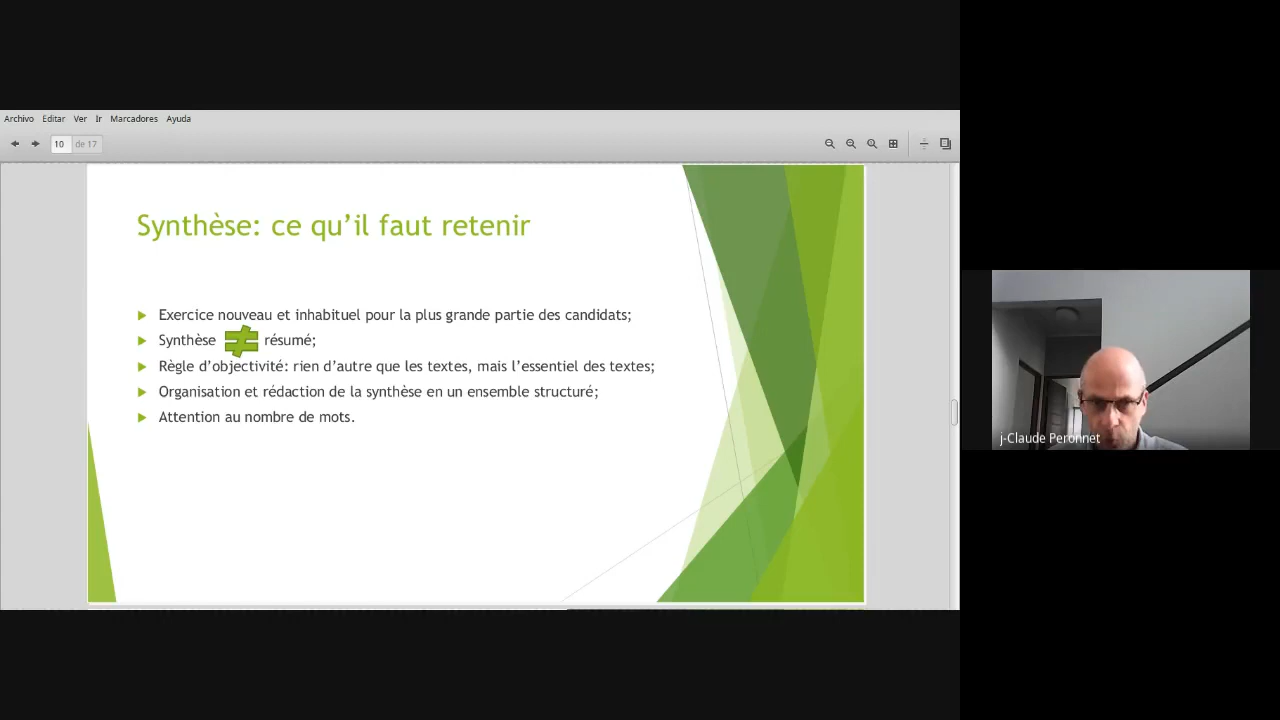 Archivo Editar Ver Ir Marcadores Ayuda
10 de 17
Synthèse: ce qu’il faut retenir
Exercice nouveau et inhabituel pour la plus grande partie des candidats;
Synthèse ≠ résumé;
Règle d’objectivité: rien d’autre que les textes, mais l’essentiel des textes;
Organisation et rédaction de la synthèse en un ensemble structuré;
Attention au nombre de mots.
j-Claude Peronnet